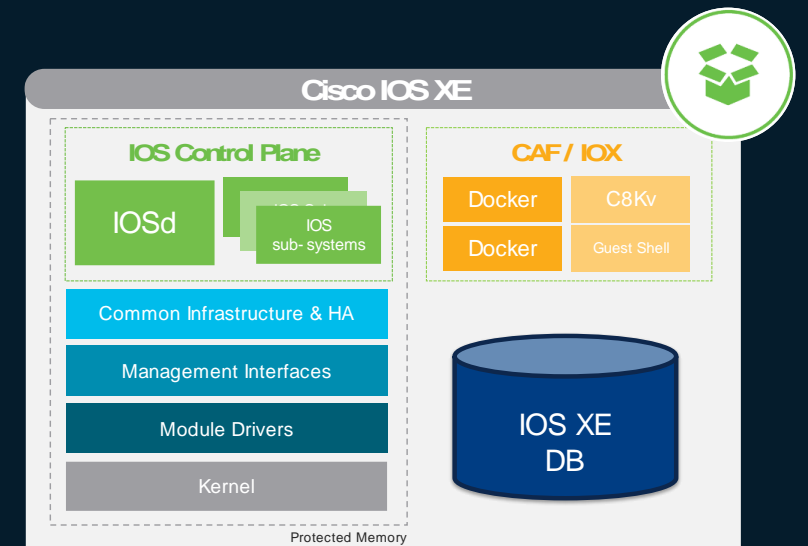 Cisco IOS XE
IOS Control Plane
IOSd
IOS
sub-systems
Common Infrastructure & HA
Management Interfaces
Module Drivers
Kernel
Protected Memory
CAF / IOX
Docker
C8Kv
Docker
Guest Shell
IOS XE
DB